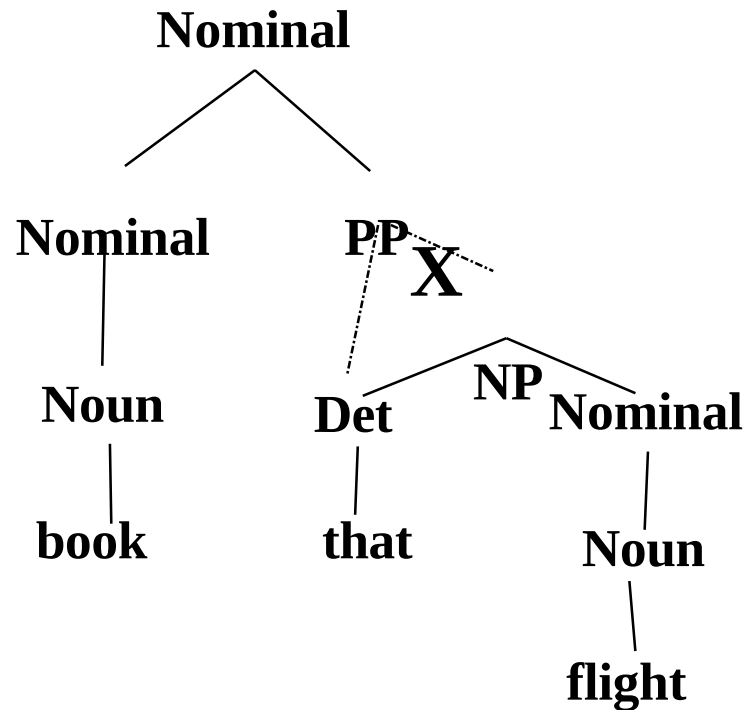 Nominal
Nominal PP
X
NP
Noun Det Nominal
book that Noun
flight